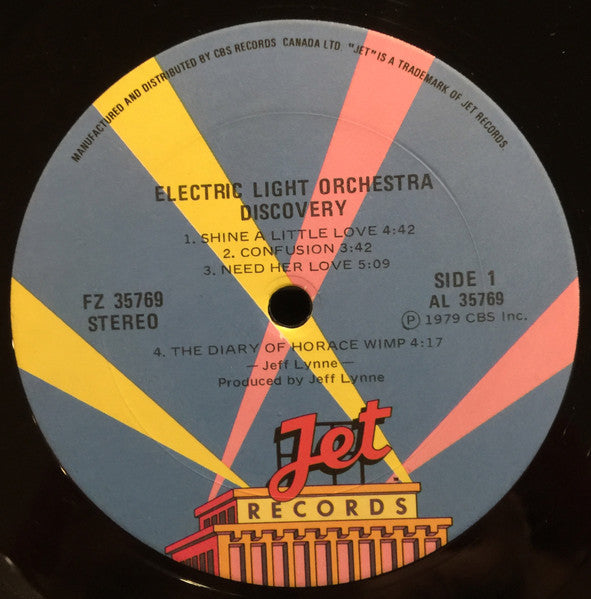 MANUFACTURED AND DISTRIBUTED BY CBS RECORDS CANADA LTD. "JET" IS A TRADEMARK OF JET RECORDS.
ELECTRIC LIGHT ORCHESTRA
DISCOVERY
1. SHINE A LITTLE LOVE 4:42
2. CONFUSION 3:42
3. NEED HER LOVE 5:09
FZ 35769
STEREO
SIDE 1
AL 35769
Ⓟ 1979 CBS Inc.
4. THE DIARY OF HORACE WIMP 4:17
— Jeff Lynne —
Produced by Jeff Lynne
Jet
RECORDS